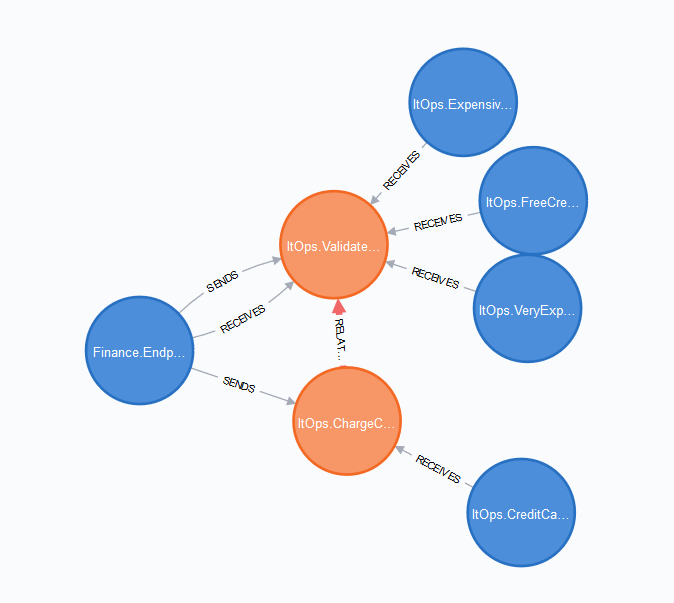 ItOps.Expensiv...
RECEIVES
ItOps.FreeCre...
RECEIVES
ItOps.Validate...
RECEIVES
SENDS
ItOps.VeryExp...
RECEIVES
RELAT...
Finance.Endp...
SENDS
ItOps.ChargeC...
RECEIVES
ItOps.CreditCa...